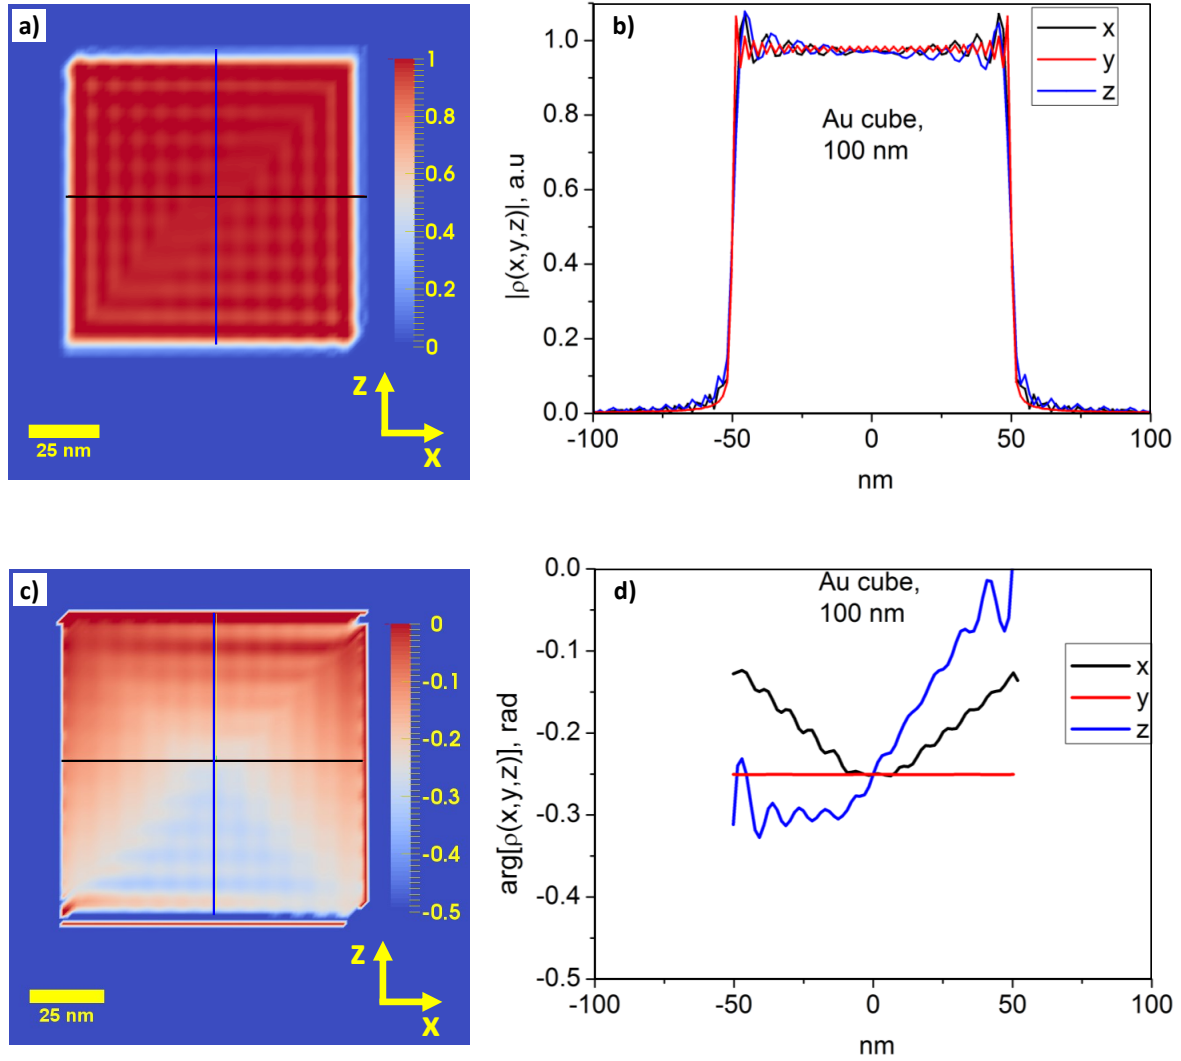 a)
1
0.8
0.6
0.4
0.2
0
z
x
25 nm
b)
x
y
z
Au cube,
100 nm
|ρ(x,y,z)|, a.u
1.0
0.8
0.6
0.4
0.2
0.0
-100 -50 0 50 100
nm
c)
0
-0.1
-0.2
-0.3
-0.4
-0.5
z
x
25 nm
d)
Au cube,
100 nm
x
y
z
arg[ρ(x,y,z)], rad
0.0
-0.1
-0.2
-0.3
-0.4
-0.5
-100 -50 0 50 100
nm